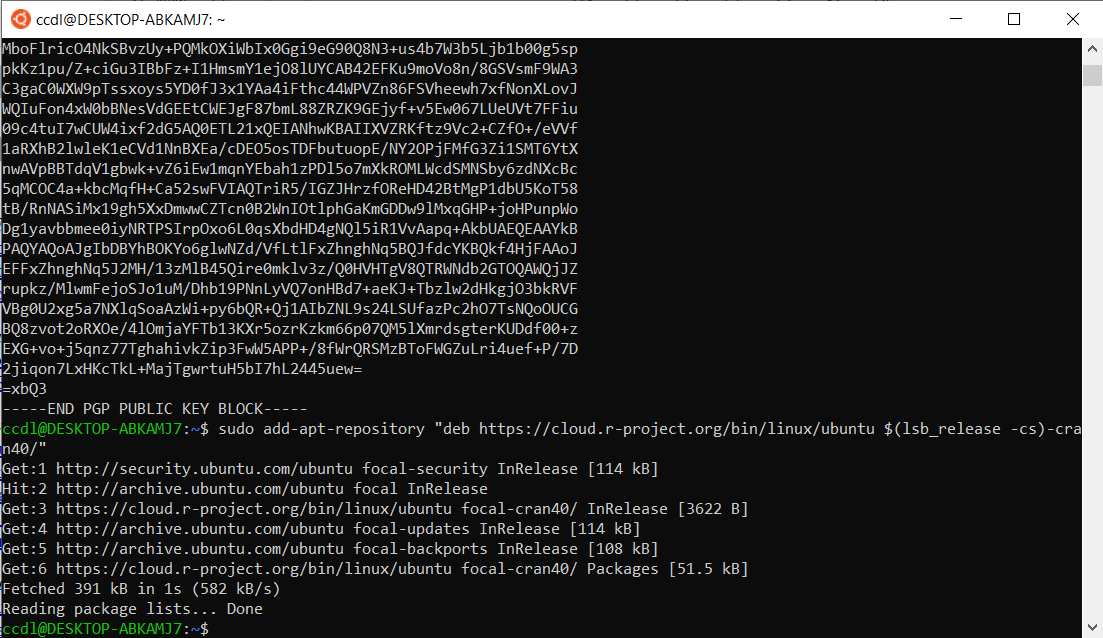 ccdl@DESKTOP-ABKAMJ7: ~
MboFlricO4NkSBvzUy+PQMkOXiWbIx0Ggi9eG90Q8N3+us4b7W3b5Ljb1b00g5sp
pkKz1pu/Z+ciGu3IBbFz+I1HmsmY1ejO8lUYCAB42EFKu9moVo8n/8GSVsmF9WA3
C3gaC0WXW9pTssxoys5YD0fJ3x1YAa4iFthc44WPVZn86FSVheewh7xfNonXLovJ
WQIuFon4xW0bBNesVdGEEtCWEJgF87bmL88ZRZK9GEjyf+v5Ew067LUeUVt7FFiu
09c4tuI7wCUW4ixf2dG5AQ0ETL21xQEIANhwKBAIIXVZRKftz9Vc2+CZfO+/eVVf
1aRXhB2lwleK1eCVd1NnBXEa/cDEO5osTDFbutuopE/NY2OPjFMfG3Zi1SMT6YtX
nwAVpBBTdqV1gbwk+vZ6iEw1mqnYEbah1zPDl5o7mXkROMLWcdSMNSby6zdNXcBc
5qMCOC4a+kbcMqfH+Ca52swFVIAQTriR5/IGZJHrzfOReHD42BtMgP1dbU5KoT58
tB/RnNASiMx19gh5XxDmwwCZTcn0B2WnIOtlphGaKmGDDw9lMxqGHP+joHPunpWo
Dg1yavbbmee0iyNRTPSIrpOxo6L0qsXbdHD4gNQl5iR1VvAapq+AkbUAEQEAAYkB
PAQYAQoAJgIbDBYhBOKYo6glwNZd/VfLtlFxZhnghNq5BQJfdcYKBQkf4HjFAAoJ
EFFxZhnghNq5J2MH/13zMlB45Qire0mklv3z/Q0HVHTgV8QTRWNdb2GTOQAWQjJZ
rupkz/MlwmFejoSJo1uM/Dhb19PNnLyVQ7onHBd7+aeKJ+Tbzlw2dHkgjO3bkRVF
VBg0U2xg5a7NXlqSoaAzWi+py6bQR+Qj1AIbZNL9s24LSUfazPc2hO7TsNQoOUCG
BQ8zvot2oRXOe/4lOmjaYFTb13KXr5ozrKzkm66p07QM5lXmrdsgterKUDdf00+z
EXG+vo+j5qnz77TghahivkZip3FwW5APP+/8fWrQRSMzBToFWGZuLri4uef+P/7D
2jiqon7LxHKcTkL+MajTgwrtuH5bI7hL2445uew=
=xbQ3
-----END PGP PUBLIC KEY BLOCK-----
ccdl@DESKTOP-ABKAMJ7:~$ sudo add-apt-repository "deb https://cloud.r-project.org/bin/linux/ubuntu $(lsb_release -cs)-cra
n40/"
Get:1 http://security.ubuntu.com/ubuntu focal-security InRelease [114 kB]
Hit:2 http://archive.ubuntu.com/ubuntu focal InRelease
Get:3 https://cloud.r-project.org/bin/linux/ubuntu focal-cran40/ InRelease [3622 B]
Get:4 http://archive.ubuntu.com/ubuntu focal-updates InRelease [114 kB]
Get:5 http://archive.ubuntu.com/ubuntu focal-backports InRelease [108 kB]
Get:6 https://cloud.r-project.org/bin/linux/ubuntu focal-cran40/ Packages [51.5 kB]
Fetched 391 kB in 1s (582 kB/s)
Reading package lists... Done
ccdl@DESKTOP-ABKAMJ7:~$